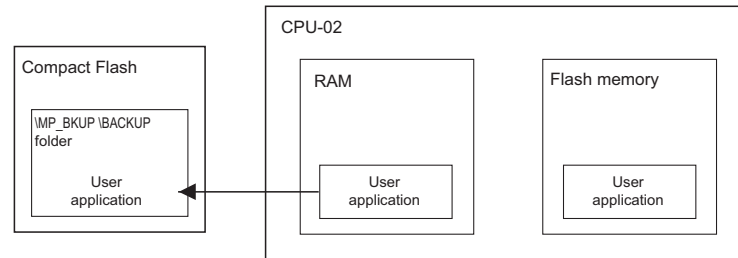 CPU-02
Compact Flash
\MP_BKUP \BACKUP
folder
User
application
RAM
User
application
Flash memory
User
application